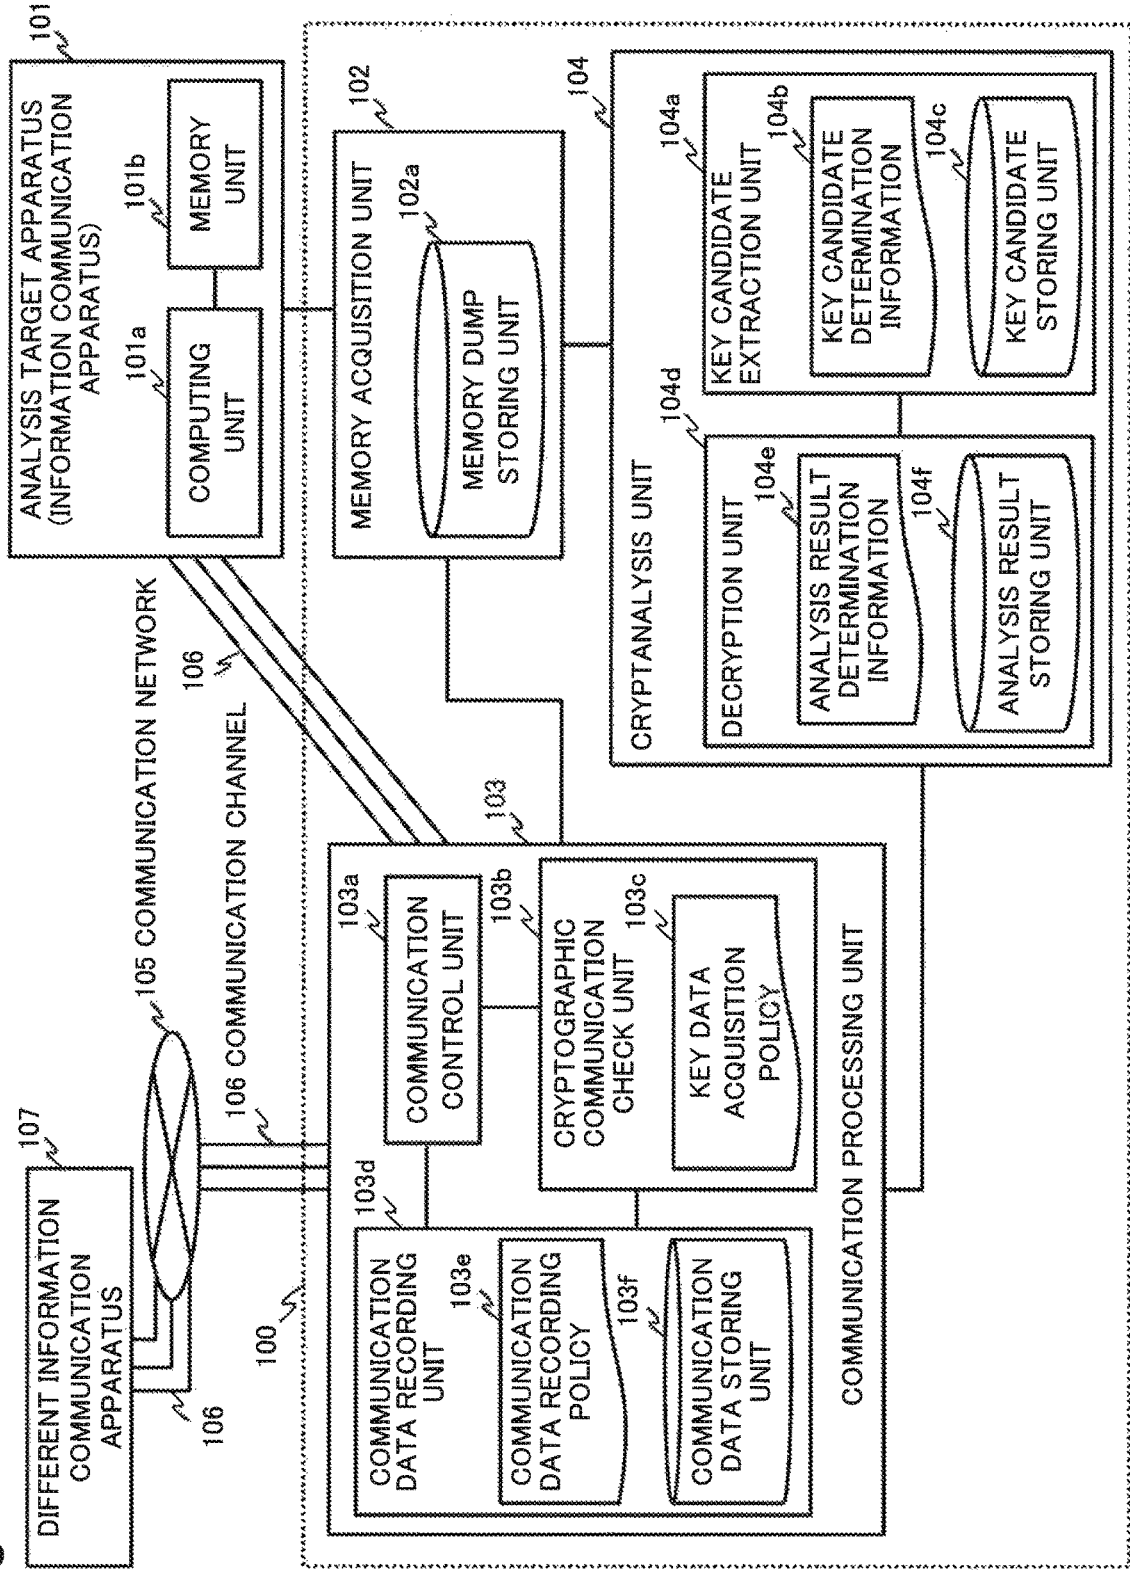 DIFFERENT INFORMATION
COMMUNICATION
APPARATUS
107
106
105 COMMUNICATION NETWORK
106 COMMUNICATION CHANNEL
106
ANALYSIS TARGET APPARATUS
(INFORMATION COMMUNICATION
APPARATUS)
101
101a
COMPUTING
UNIT
101b
MEMORY
UNIT
100
MEMORY ACQUISITION UNIT
102
102a
MEMORY DUMP
STORING UNIT
103
103d
COMMUNICATION
DATA RECORDING
UNIT
103e
COMMUNICATION
DATA RECORDING
POLICY
103f
COMMUNICATION
DATA STORING
UNIT
103a
COMMUNICATION
CONTROL UNIT
103b
CRYPTOGRAPHIC
COMMUNICATION
CHECK UNIT
103c
KEY DATA
ACQUISITION
POLICY
COMMUNICATION PROCESSING UNIT
CRYPTANALYSIS UNIT
104
104d
DECRYPTION UNIT
104e
ANALYSIS RESULT
DETERMINATION
INFORMATION
104f
ANALYSIS RESULT
STORING UNIT
104a
KEY CANDIDATE
EXTRACTION UNIT
104b
KEY CANDIDATE
DETERMINATION
INFORMATION
104c
KEY CANDIDATE
STORING UNIT